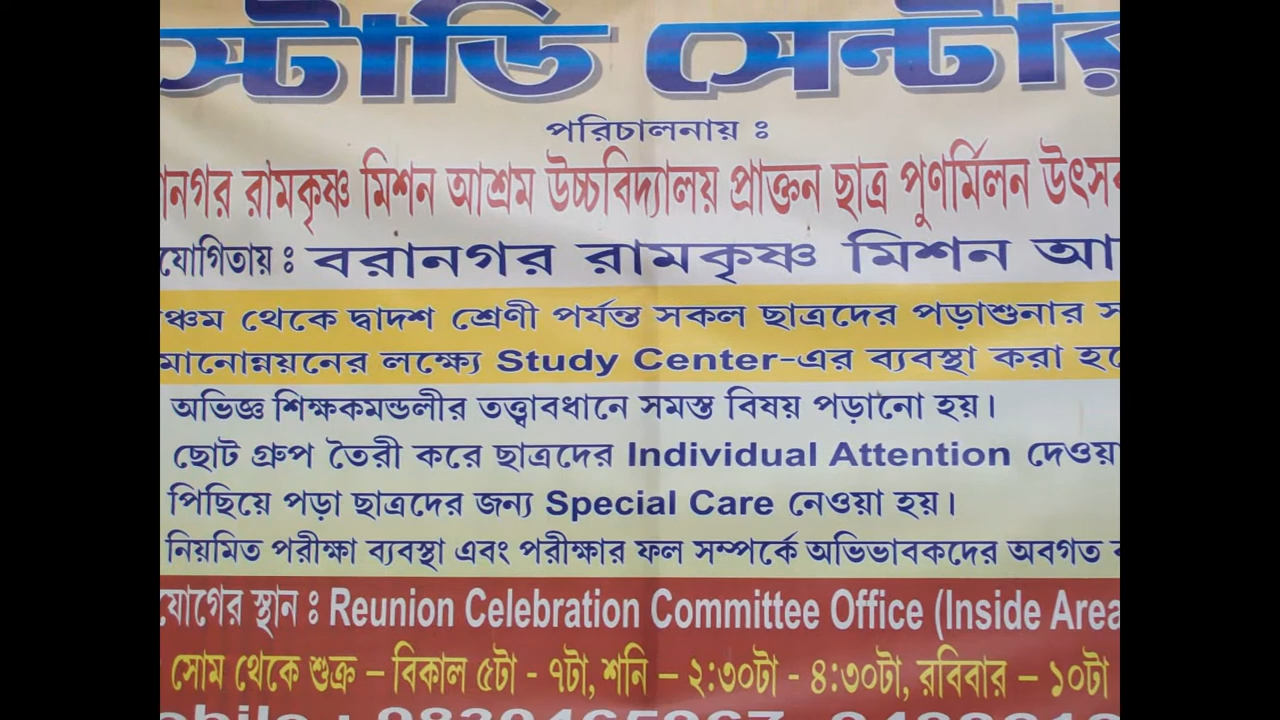 স্টাডি সেন্টার
পরিচালনায় ঃ
নগর রামকৃষ্ণ মিশন আশ্রম উচ্চবিদ্যালয় প্রাক্তন ছাত্র পুণর্মিলন উৎসব
যোগিতায় ঃ বরানগর রামকৃষ্ণ মিশন আ
ঞ্চম থেকে দ্বাদশ শ্রেণী পর্যন্ত সকল ছাত্রদের পড়াশুনার স
মানোন্নয়নের লক্ষ্যে Study Center-এর ব্যবস্থা করা হ
অভিজ্ঞ শিক্ষকমন্ডলীর তত্ত্বাবধানে সমস্ত বিষয় পড়ানো হয়।
ছোট গ্রুপ তৈরী করে ছাত্রদের Individual Attention দেওয়া
পিছিয়ে পড়া ছাত্রদের জন্য Special Care নেওয়া হয়।
নিয়মিত পরীক্ষা ব্যবস্থা এবং পরীক্ষার ফল সম্পর্কে অভিভাবকদের অবগত
যোগের স্থান ঃ Reunion Celebration Committee Office (Inside Area
সোম থেকে শুক্র – বিকাল ৫টা - ৭টা, শনি – ২:৩০টা - ৪:৩০টা, রবিবার – ১০টা